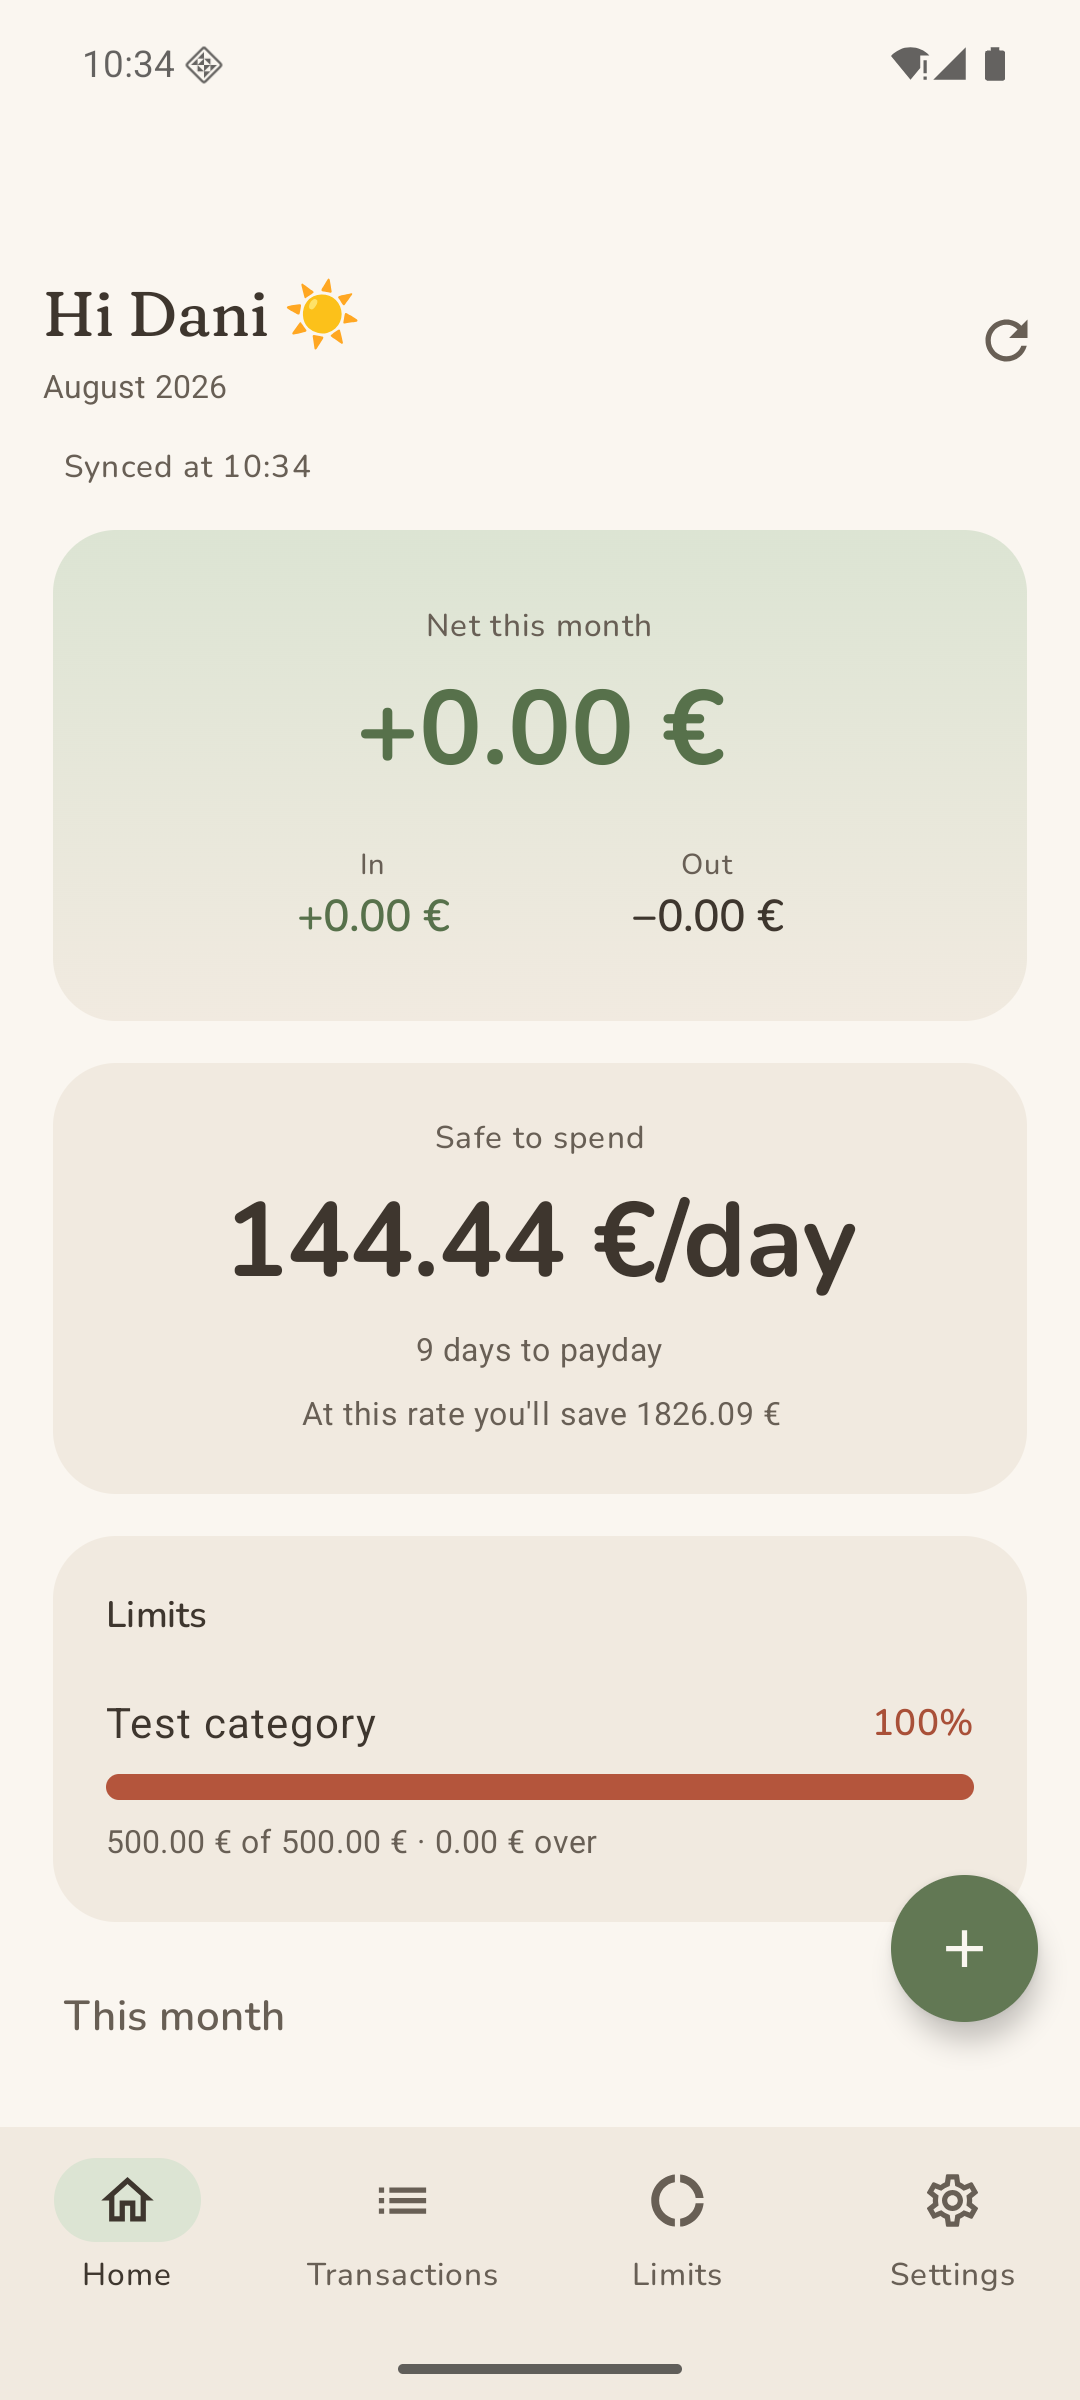 10:34
Hi Dani ☀️
August 2026
Synced at 10:34
Net this month
+0.00 €
In
Out
+0.00 €
−0.00 €
Safe to spend
144.44 €/day
9 days to payday
At this rate you'll save 1826.09 €
Limits
Test category
100%
500.00 € of 500.00 € · 0.00 € over
This month
Home
Transactions
Limits
Settings